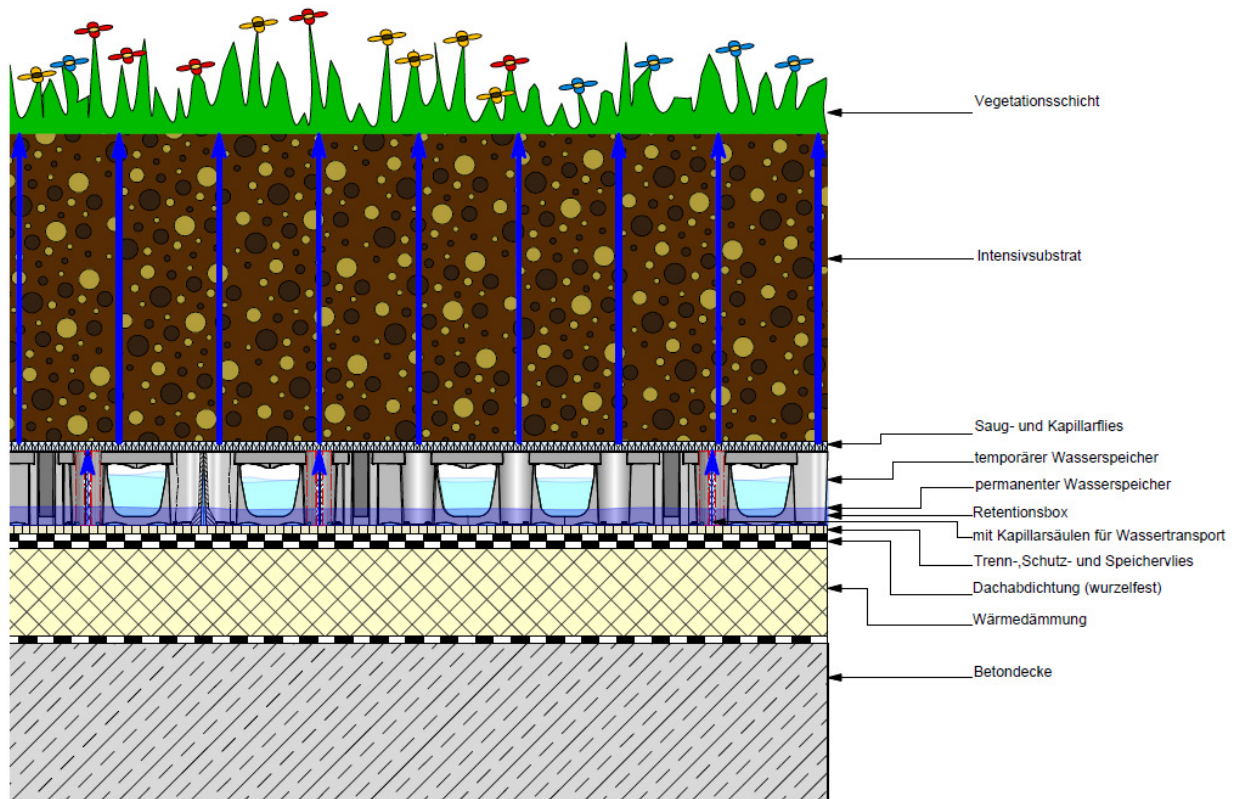 Vegetationsschicht
Intensivsubstrat
Saug- und Kapillarflies
temporärer Wasserspeicher
permanenter Wasserspeicher
Retentionsbox
mit Kapillarsäulen für Wassertransport
Trenn-,Schutz- und Speichervlies
Dachabdichtung (wurzelfest)
Wärmedämmung
Betondecke